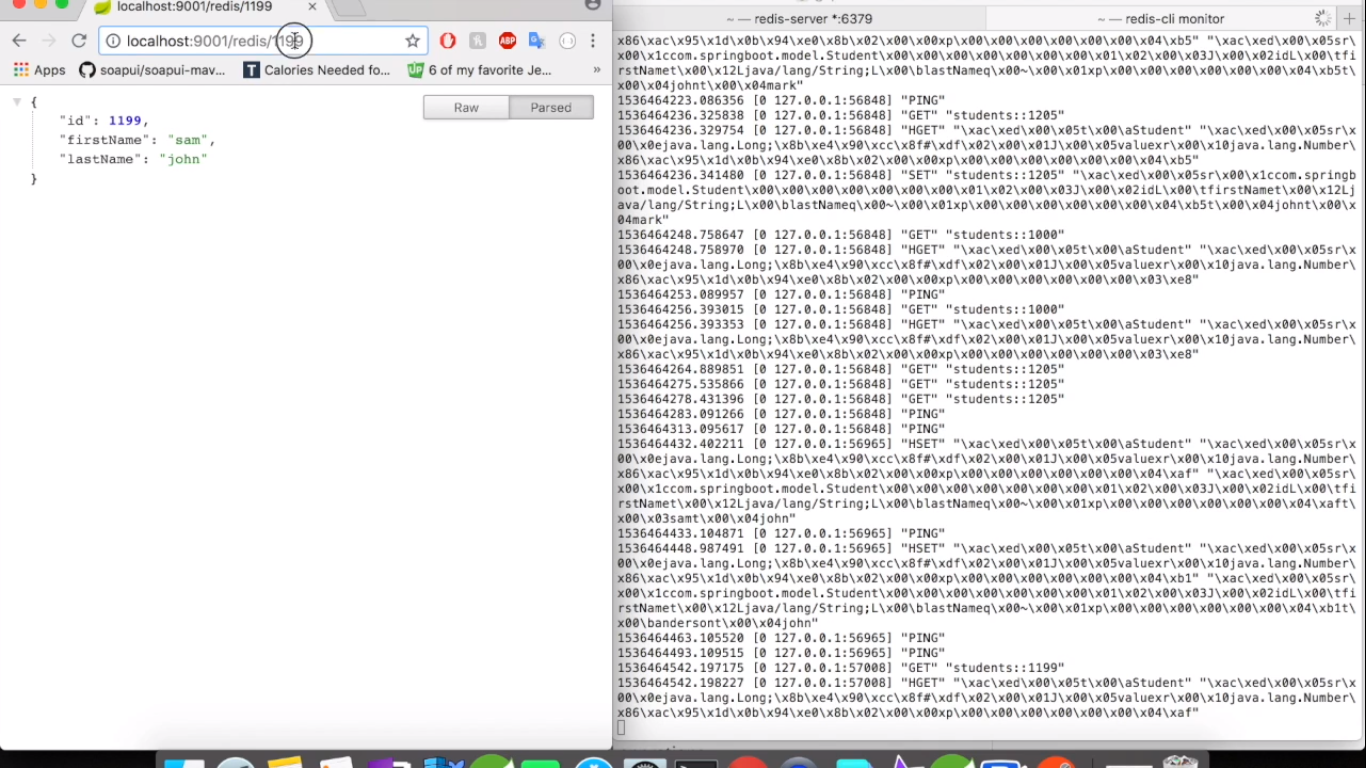 localhost:9001/redis/1199
localhost:9001/redis/1199
ABP
Apps
soapui/soapui-mav...
T Calories Needed fo...
UP 6 of my favorite Je...
»
Raw
Parsed
{
"id": 1199,
"firstName": "sam",
"lastName": "john"
}
~ — redis-server *:6379
~ — redis-cli monitor
x86\xac\x95\x1d\x0b\x94\xe0\x8b\x02\x00\x00xp\x00\x00\x00\x00\x00\x00\x04\xb5" "\xac\xed\x00\x05sr\
x00\x1ccom.springboot.model.Student\x00\x00\x00\x00\x00\x00\x00\x01\x02\x00\x03J\x00\x02idL\x00\tfi
rstNamet\x00\x12Ljava/lang/String;L\x00\blastNameq\x00~\x00\x01xp\x00\x00\x00\x00\x00\x00\x04\xb5t\
x00\x04johnt\x00\x04mark"
1536464223.086356 [0 127.0.0.1:56848] "PING"
1536464236.325838 [0 127.0.0.1:56848] "GET" "students::1205"
1536464236.329754 [0 127.0.0.1:56848] "HGET" "\xac\xed\x00\x05t\x00\aStudent" "\xac\xed\x00\x05sr\x
00\x0ejava.lang.Long;\x8b\xe4\x90\xcc\x8f#\xdf\x02\x00\x01J\x00\x05valuexr\x00\x10java.lang.Number\
x86\xac\x95\x1d\x0b\x94\xe0\x8b\x02\x00\x00xp\x00\x00\x00\x00\x00\x00\x04\xb5"
1536464236.341480 [0 127.0.0.1:56848] "SET" "students::1205" "\xac\xed\x00\x05sr\x00\x1ccom.springb
oot.model.Student\x00\x00\x00\x00\x00\x00\x00\x01\x02\x00\x03J\x00\x02idL\x00\tfirstNamet\x00\x12Lj
ava/lang/String;L\x00\blastNameq\x00~\x00\x01xp\x00\x00\x00\x00\x00\x00\x04\xb5t\x00\x04johnt\x00\x
04mark"
1536464248.758647 [0 127.0.0.1:56848] "GET" "students::1000"
1536464248.758970 [0 127.0.0.1:56848] "HGET" "\xac\xed\x00\x05t\x00\aStudent" "\xac\xed\x00\x05sr\x
00\x0ejava.lang.Long;\x8b\xe4\x90\xcc\x8f#\xdf\x02\x00\x01J\x00\x05valuexr\x00\x10java.lang.Number\
x86\xac\x95\x1d\x0b\x94\xe0\x8b\x02\x00\x00xp\x00\x00\x00\x00\x00\x00\x03\xe8"
1536464253.089957 [0 127.0.0.1:56848] "PING"
1536464256.393015 [0 127.0.0.1:56848] "GET" "students::1000"
1536464256.393353 [0 127.0.0.1:56848] "HGET" "\xac\xed\x00\x05t\x00\aStudent" "\xac\xed\x00\x05sr\x
00\x0ejava.lang.Long;\x8b\xe4\x90\xcc\x8f#\xdf\x02\x00\x01J\x00\x05valuexr\x00\x10java.lang.Number\
x86\xac\x95\x1d\x0b\x94\xe0\x8b\x02\x00\x00xp\x00\x00\x00\x00\x00\x00\x03\xe8"
1536464264.889851 [0 127.0.0.1:56848] "GET" "students::1205"
1536464275.535866 [0 127.0.0.1:56848] "GET" "students::1205"
1536464278.431396 [0 127.0.0.1:56848] "GET" "students::1205"
1536464283.091266 [0 127.0.0.1:56848] "PING"
1536464313.095617 [0 127.0.0.1:56848] "PING"
1536464432.402211 [0 127.0.0.1:56965] "HSET" "\xac\xed\x00\x05t\x00\aStudent" "\xac\xed\x00\x05sr\x
00\x0ejava.lang.Long;\x8b\xe4\x90\xcc\x8f#\xdf\x02\x00\x01J\x00\x05valuexr\x00\x10java.lang.Number\
x86\xac\x95\x1d\x0b\x94\xe0\x8b\x02\x00\x00xp\x00\x00\x00\x00\x00\x00\x04\xaf" "\xac\xed\x00\x05sr\
x00\x1ccom.springboot.model.Student\x00\x00\x00\x00\x00\x00\x00\x01\x02\x00\x03J\x00\x02idL\x00\tfi
rstNamet\x00\x12Ljava/lang/String;L\x00\blastNameq\x00~\x00\x01xp\x00\x00\x00\x00\x00\x00\x04\xaft\
x00\x03samt\x00\x04john"
1536464433.104871 [0 127.0.0.1:56965] "PING"
1536464448.987491 [0 127.0.0.1:56965] "HSET" "\xac\xed\x00\x05t\x00\aStudent" "\xac\xed\x00\x05sr\x
00\x0ejava.lang.Long;\x8b\xe4\x90\xcc\x8f#\xdf\x02\x00\x01J\x00\x05valuexr\x00\x10java.lang.Number\
x86\xac\x95\x1d\x0b\x94\xe0\x8b\x02\x00\x00xp\x00\x00\x00\x00\x00\x00\x04\xb1" "\xac\xed\x00\x05sr\
x00\x1ccom.springboot.model.Student\x00\x00\x00\x00\x00\x00\x00\x01\x02\x00\x03J\x00\x02idL\x00\tfi
rstNamet\x00\x12Ljava/lang/String;L\x00\blastNameq\x00~\x00\x01xp\x00\x00\x00\x00\x00\x00\x04\xb1t\
x00\bandersont\x00\x04john"
1536464463.105520 [0 127.0.0.1:56965] "PING"
1536464493.109515 [0 127.0.0.1:56965] "PING"
1536464542.197175 [0 127.0.0.1:57008] "GET" "students::1199"
1536464542.198227 [0 127.0.0.1:57008] "HGET" "\xac\xed\x00\x05t\x00\aStudent" "\xac\xed\x00\x05sr\x
00\x0ejava.lang.Long;\x8b\xe4\x90\xcc\x8f#\xdf\x02\x00\x01J\x00\x05valuexr\x00\x10java.lang.Number\
x86\xac\x95\x1d\x0b\x94\xe0\x8b\x02\x00\x00xp\x00\x00\x00\x00\x00\x00\x04\xaf"